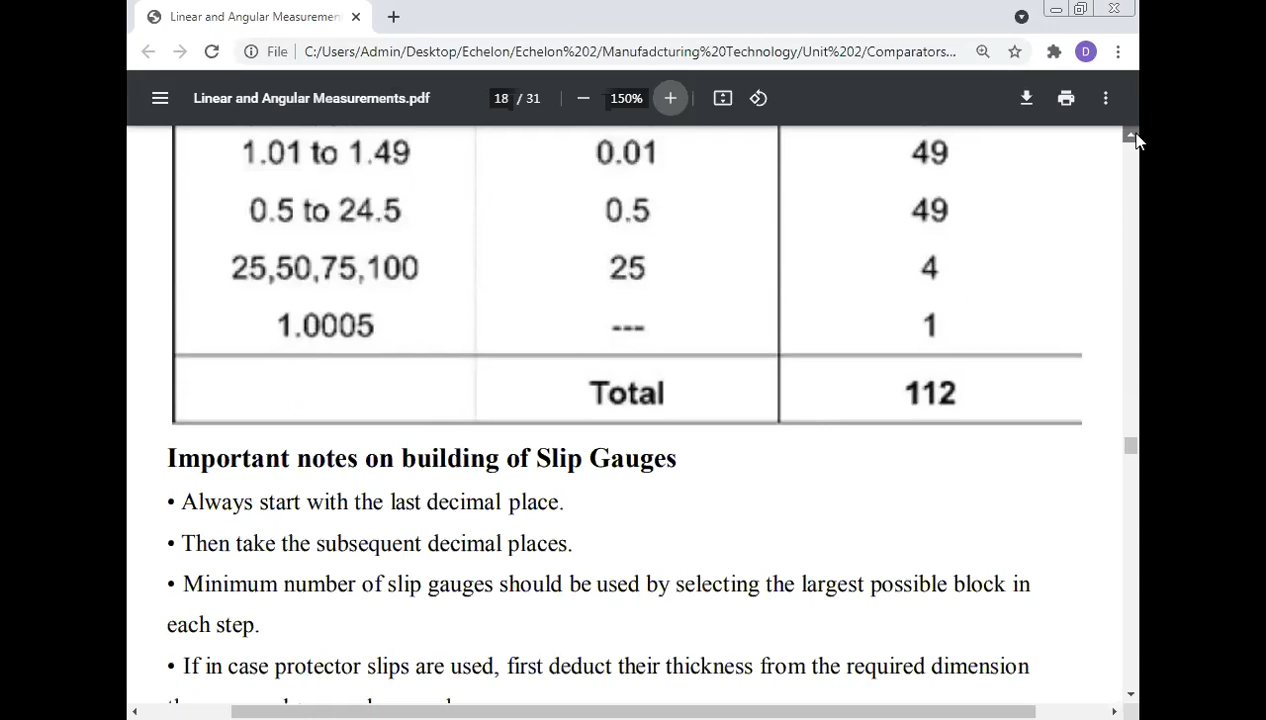 Linear and Angular Measuremen
File C:/Users/Admin/Desktop/Echelon/Echelon%202/Manufadcturing%20Technology/Unit%202/Comparators... D
Linear and Angular Measurements.pdf 18 / 31 150%
1.01 to 1.49 0.01 49
0.5 to 24.5 0.5 49
25,50,75,100 25 4
1.0005 --- 1
Total 112
Important notes on building of Slip Gauges
• Always start with the last decimal place.
• Then take the subsequent decimal places.
• Minimum number of slip gauges should be used by selecting the largest possible block in
each step.
• If in case protector slips are used, first deduct their thickness from the required dimension